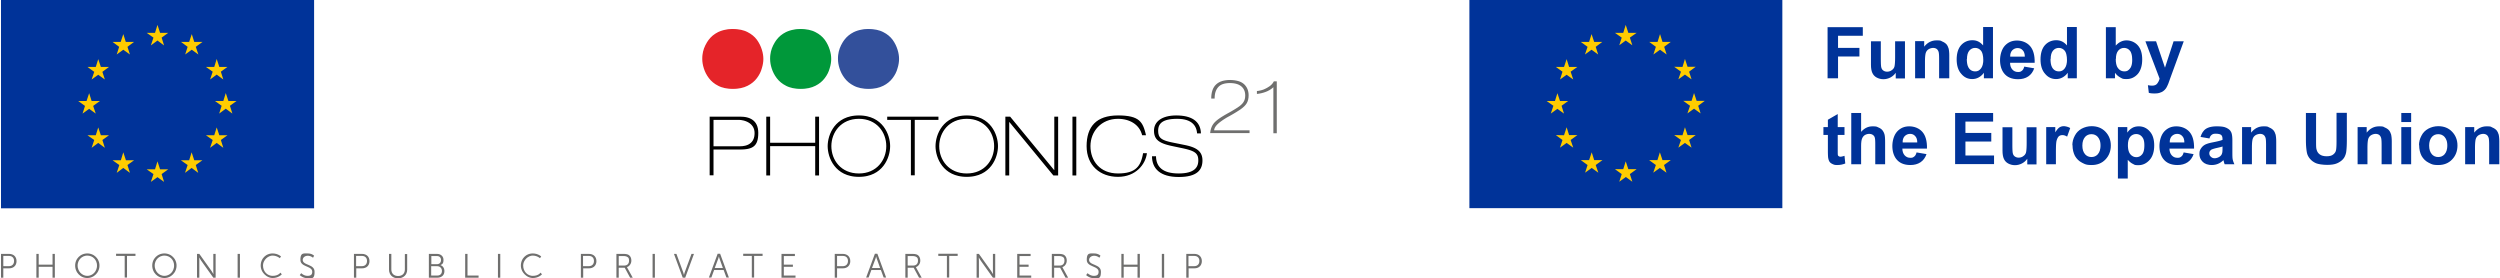 PHOTONICS21
Funded by
the European Union
PHOTONICS PUBLIC PRIVATE PARTNERSHIP